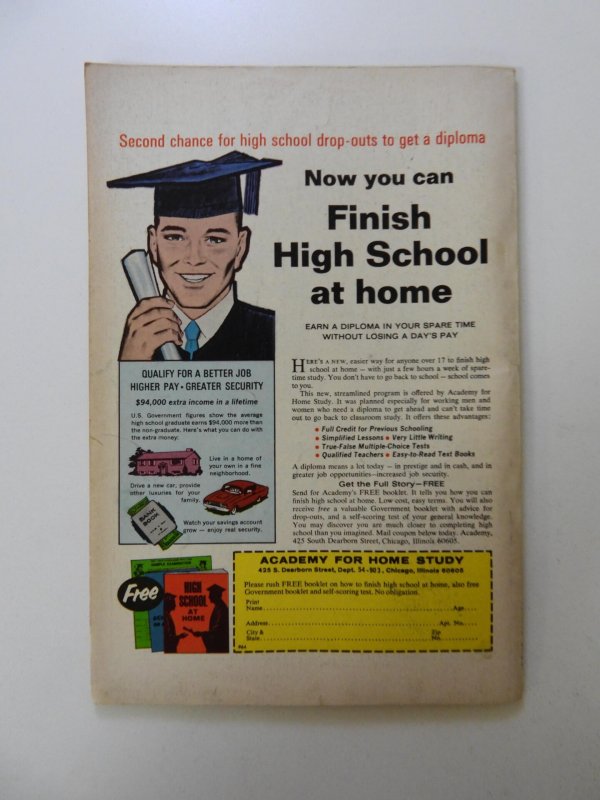 Second chance for high school drop-outs to get a diploma
Now you can
Finish
High School
at home
EARN A DIPLOMA IN YOUR SPARE TIME
WITHOUT LOSING A DAY'S PAY
HERE'S A NEW, easier way for anyone over 17 to finish high
school at home — with just a few hours a week of spare-
time study. You don't have to go back to school — school comes
to you.
This new, streamlined program is offered by Academy for
Home Study. It was planned especially for working men and
women who need a diploma to get ahead and can't take time
out to go back to classroom study. It offers these advantages:
• Full Credit for Previous Schooling
• Simplified Lessons • Very Little Writing
• True-False Multiple-Choice Tests
• Qualified Teachers • Easy-to-Read Text Books
A diploma means a lot today — in prestige and in cash, and in
greater job opportunities—increased job security.
Get the Full Story—FREE
Send for Academy's FREE booklet. It tells you how you can
finish high school at home. Low cost, easy terms. You will also
receive free a valuable Government booklet with advice for
drop-outs, and a self-scoring test of your general knowledge.
You may discover you are much closer to completing high
school than you imagined. Mail coupon below today. Academy,
425 South Dearborn Street, Chicago, Illinois 60605.
QUALIFY FOR A BETTER JOB
HIGHER PAY • GREATER SECURITY
$94,000 extra income in a lifetime
U.S. Government figures show the average
high school graduate earns $94,000 more than
the non-graduate. Here's what you can do with
the extra money:
Live in a home of
your own in a fine
neighborhood.
Drive a new car, provide
other luxuries for your
family.
BANK
BOOK
Watch your savings account
grow — enjoy real security.
Free
SAMPLE EXAMINATION
HIGH
SCHOOL
AT
HOME
ACADEMY FOR HOME STUDY
425 S. Dearborn Street, Dept. 54-503, Chicago, Illinois 60605
Please rush FREE booklet on how to finish high school at home, also free
Government booklet and self-scoring test. No obligation.
Print
Name Age
Address Apt. No.
City & Zip
State No.